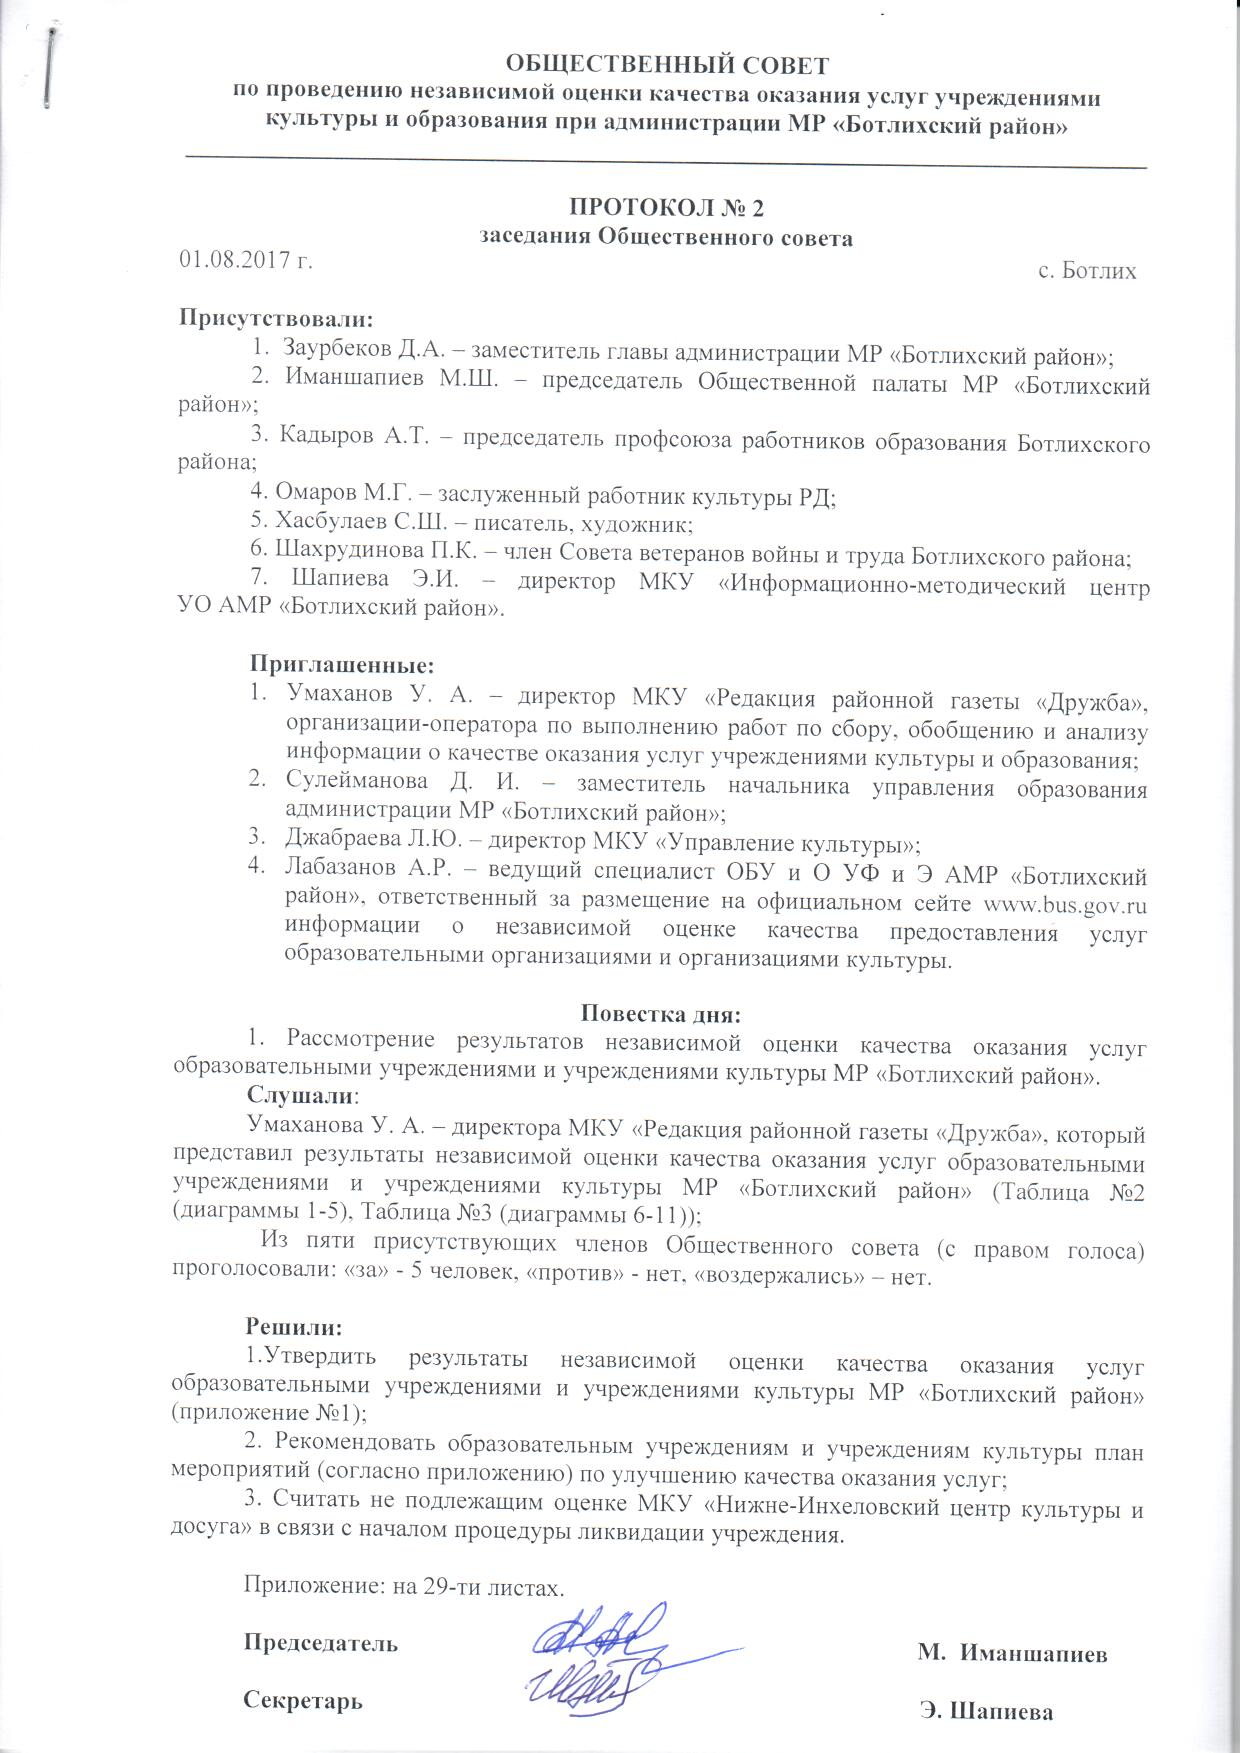 ОБЩЕСТВЕННЫЙ СОВЕТ
по проведению независимой оценки качества оказания услуг учреждениями
культуры и образования при администрации МР «Ботлихский район»
ПРОТОКОЛ № 2
заседания Общественного совета
01.08.2017 г.
с. Ботлих
Присутствовали:
1. Заурбеков Д.А. – заместитель главы администрации МР «Ботлихский район»;
2. Иманшапиев М.Ш. – председатель Общественной палаты МР «Ботлихский
район»;
3. Кадыров А.Т. – председатель профсоюза работников образования Ботлихского
района;
4. Омаров М.Г. – заслуженный работник культуры РД;
5. Хасбулаев С.Ш. – писатель, художник;
6. Шахрудинова П.К. – член Совета ветеранов войны и труда Ботлихского района;
7. Шапиева Э.И. – директор МКУ «Информационно-методический центр
УО АМР «Ботлихский район».
Приглашенные:
1. Умаханов У. А. – директор МКУ «Редакция районной газеты «Дружба»,
организации-оператора по выполнению работ по сбору, обобщению и анализу
информации о качестве оказания услуг учреждениями культуры и образования;
2. Сулейманова Д. И. – заместитель начальника управления образования
администрации МР «Ботлихский район»;
3. Джабраева Л.Ю. – директор МКУ «Управление культуры»;
4. Лабазанов А.Р. – ведущий специалист ОБУ и О УФ и Э АМР «Ботлихский
район», ответственный за размещение на официальном сейте www.bus.gov.ru
информации о независимой оценке качества предоставления услуг
образовательными организациями и организациями культуры.
Повестка дня:
1. Рассмотрение результатов независимой оценки качества оказания услуг
образовательными учреждениями и учреждениями культуры МР «Ботлихский район».
Слушали:
Умаханова У. А. – директора МКУ «Редакция районной газеты «Дружба», который
представил результаты независимой оценки качества оказания услуг образовательными
учреждениями и учреждениями культуры МР «Ботлихский район» (Таблица №2
(диаграммы 1-5), Таблица №3 (диаграммы 6-11));
Из пяти присутствующих членов Общественного совета (с правом голоса)
проголосовали: «за» - 5 человек, «против» - нет, «воздержались» – нет.
Решили:
1.Утвердить результаты независимой оценки качества оказания услуг
образовательными учреждениями и учреждениями культуры МР «Ботлихский район»
(приложение №1);
2. Рекомендовать образовательным учреждениям и учреждениям культуры план
мероприятий (согласно приложению) по улучшению качества оказания услуг;
3. Считать не подлежащим оценке МКУ «Нижне-Инхеловский центр культуры и
досуга» в связи с началом процедуры ликвидации учреждения.
Приложение: на 29-ти листах.
Председатель
М. Иманшапиев
Секретарь
Э. Шапиева